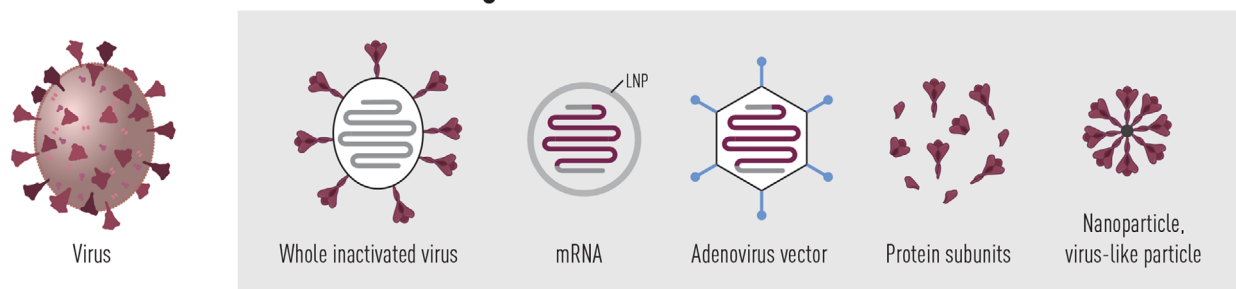 LNP
Virus
Whole inactivated virus
mRNA
Adenovirus vector
Protein subunits
Nanoparticle,
virus-like particle